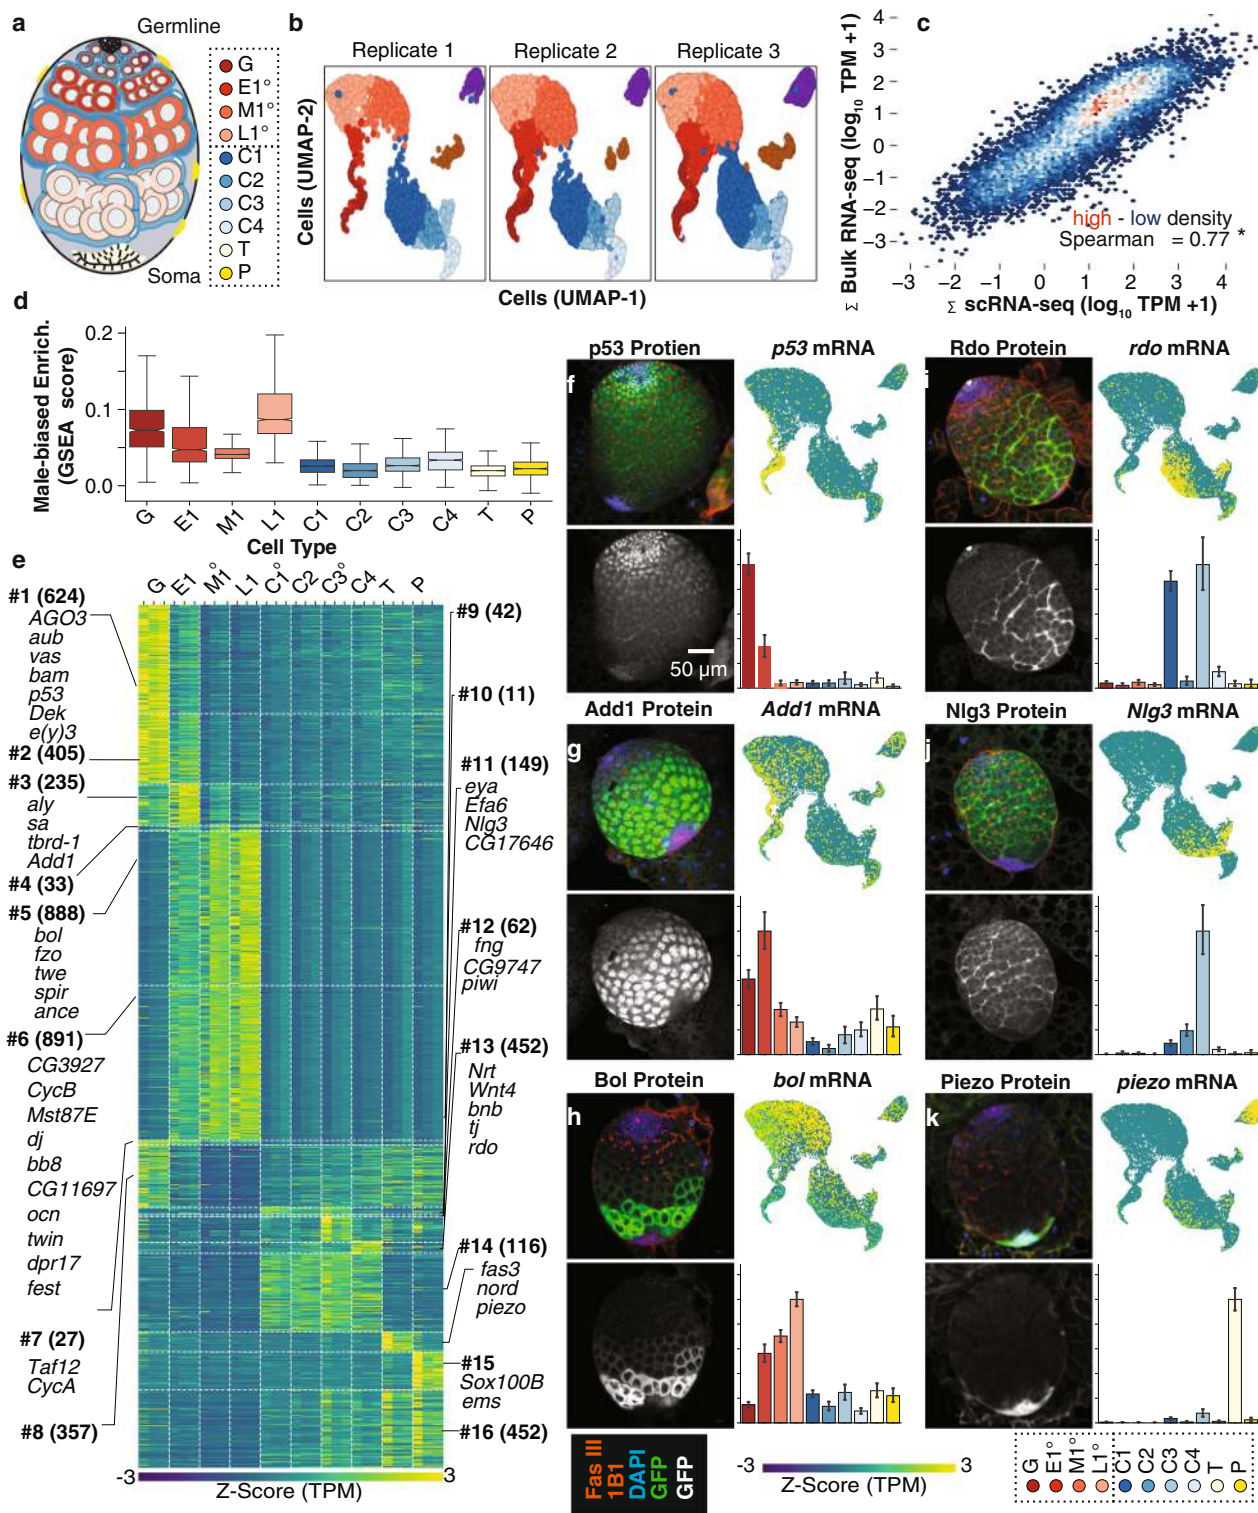 a
Germline
G
E1°
M1°
L1°
C1
C2
C3
C4
T
P
Soma
b
Replicate 1
Replicate 2
Replicate 3
Cells (UMAP-2)
Cells (UMAP-1)
c
Σ Bulk RNA-seq (log10 TPM +1)
4
3
2
1
0
−1
−2
−3
high - low density
Spearman = 0.77 *
−3 −2 −1 0 1 2 3 4
Σ scRNA-seq (log10 TPM +1)
d
Male-biased Enrich.
(GSEA score)
0.2
0.1
0.0
G E1 M1 L1 C1 C2 C3 C4 T P
Cell Type
e
G E1 M1° L1 C1° C2 C3° C4 T P
#1 (624)
AGO3
aub
vas
bam
p53
Dek
e(y)3
#2 (405)
#3 (235)
aly
sa
tbrd-1
Add1
#4 (33)
#5 (888)
bol
fzo
twe
spir
ance
#6 (891)
CG3927
CycB
Mst87E
dj
bb8
CG11697
ocn
twin
dpr17
fest
#7 (27)
Taf12
CycA
#8 (357)
#9 (42)
#10 (11)
#11 (149)
eya
Efa6
Nlg3
CG17646
#12 (62)
fng
CG9747
piwi
#13 (452)
Nrt
Wnt4
bnb
tj
rdo
#14 (116)
fas3
nord
piezo
#15
Sox100B
ems
#16 (452)
-3
3
Z-Score (TPM)
p53 Protien
p53 mRNA
f
50 µm
Add1 Protein
Add1 mRNA
g
Bol Protein
bol mRNA
h
Rdo Protein
rdo mRNA
i
Nlg3 Protein
Nlg3 mRNA
j
Piezo Protein
piezo mRNA
k
Fas III
1B1
DAPI
GFP
GFP
-3
3
Z-Score (TPM)
G
E1°
M1°
L1°
C1
C2
C3
C4
T
P